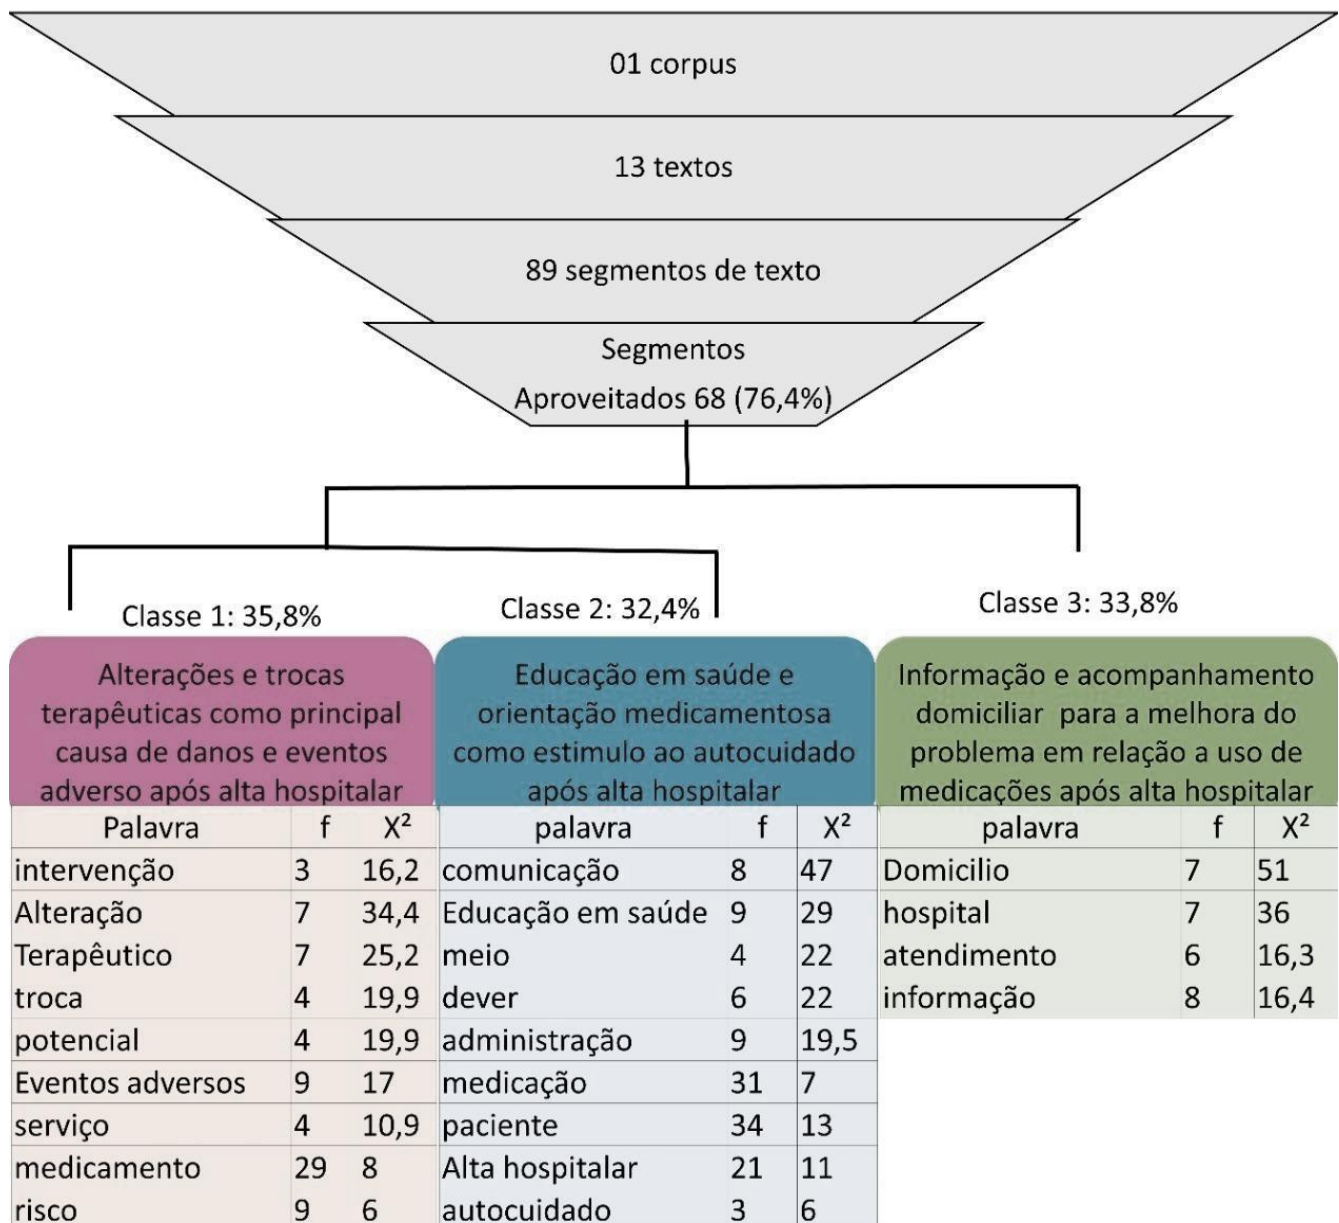 01 corpus
13 textos
89 segmentos de texto
Segmentos
Aproveitados 68 (76,4%)
Classe 1: 35,8%
Alterações e trocas
terapêuticas como principal
causa de danos e eventos
adverso após alta hospitalar
Palavra f X²
intervenção 3 16,2
Alteração 7 34,4
Terapêutico 7 25,2
troca 4 19,9
potencial 4 19,9
Eventos adversos 9 17
serviço 4 10,9
medicamento 29 8
risco 9 6
Classe 2: 32,4%
Educação em saúde e
orientação medicamentosa
como estimulo ao autocuidado
após alta hospitalar
palavra f X²
comunicação 8 47
Educação em saúde 9 29
meio 4 22
dever 6 22
administração 9 19,5
medicação 31 7
paciente 34 13
Alta hospitalar 21 11
autocuidado 3 6
Classe 3: 33,8%
Informação e acompanhamento
domiciliar para a melhora do
problema em relação a uso de
medicações após alta hospitalar
palavra f X²
Domicilio 7 51
hospital 7 36
atendimento 6 16,3
informação 8 16,4